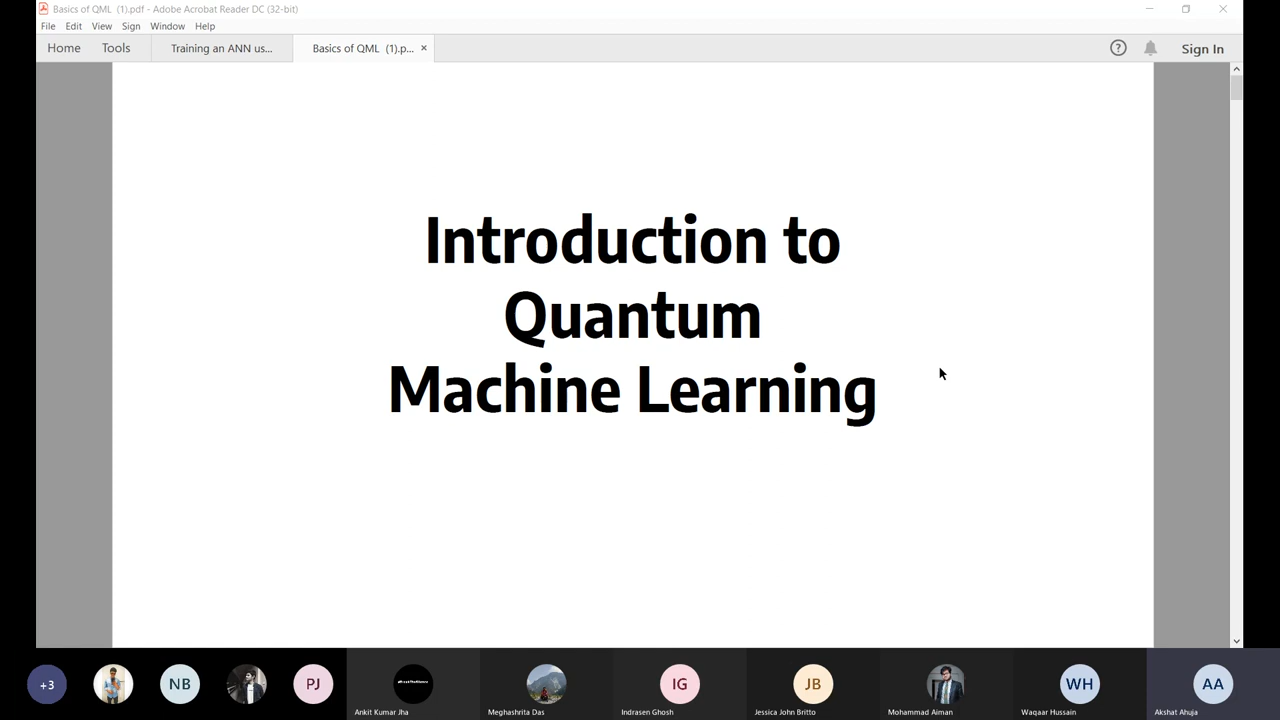 Basics of QML (1).pdf - Adobe Acrobat Reader DC (32-bit)
File Edit View Sign Window Help
Home Tools Training an ANN us... Basics of QML (1).p... × Sign In
Introduction to
Quantum
Machine Learning
+3 NB PJ IG JB WH AA
Ankit Kumar Jha Meghashrita Das Indrasen Ghosh Jessica John Britto Mohammad Aiman Waqaar Hussain Akshat Ahuja